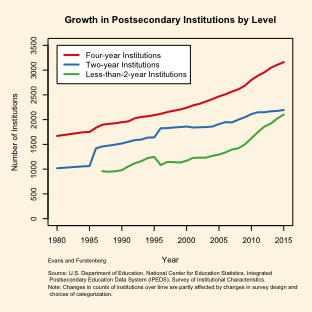 Growth in Postsecondary Institutions by Level
Four-year Institutions
Two-year Institutions
Less-than-2-year Institutions
Number of Institutions
3500
3000
2500
2000
1500
1000
500
0
1980 1985 1990 1995 2000 2005 2010 2015
Evans and Furstenberg
Year
Source: U.S. Department of Education, National Center for Education Statistics, Integrated
Postsecondary Education Data System (IPEDS), Survey of Institutional Characteristics.
Note: Changes in counts of institutions over time are partly affected by changes in survey design and
choices of categorization.